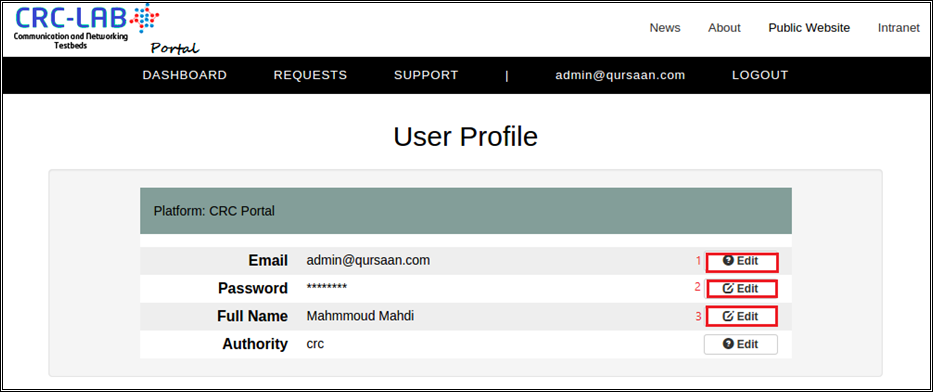 CRC-LAB
Communication and Networking
Testbeds
Portal
News About Public Website Intranet
DASHBOARD REQUESTS SUPPORT | admin@qursaan.com LOGOUT
User Profile
Platform: CRC Portal
Email admin@qursaan.com 1 Edit
Password ******** 2 Edit
Full Name Mahmmoud Mahdi 3 Edit
Authority crc Edit